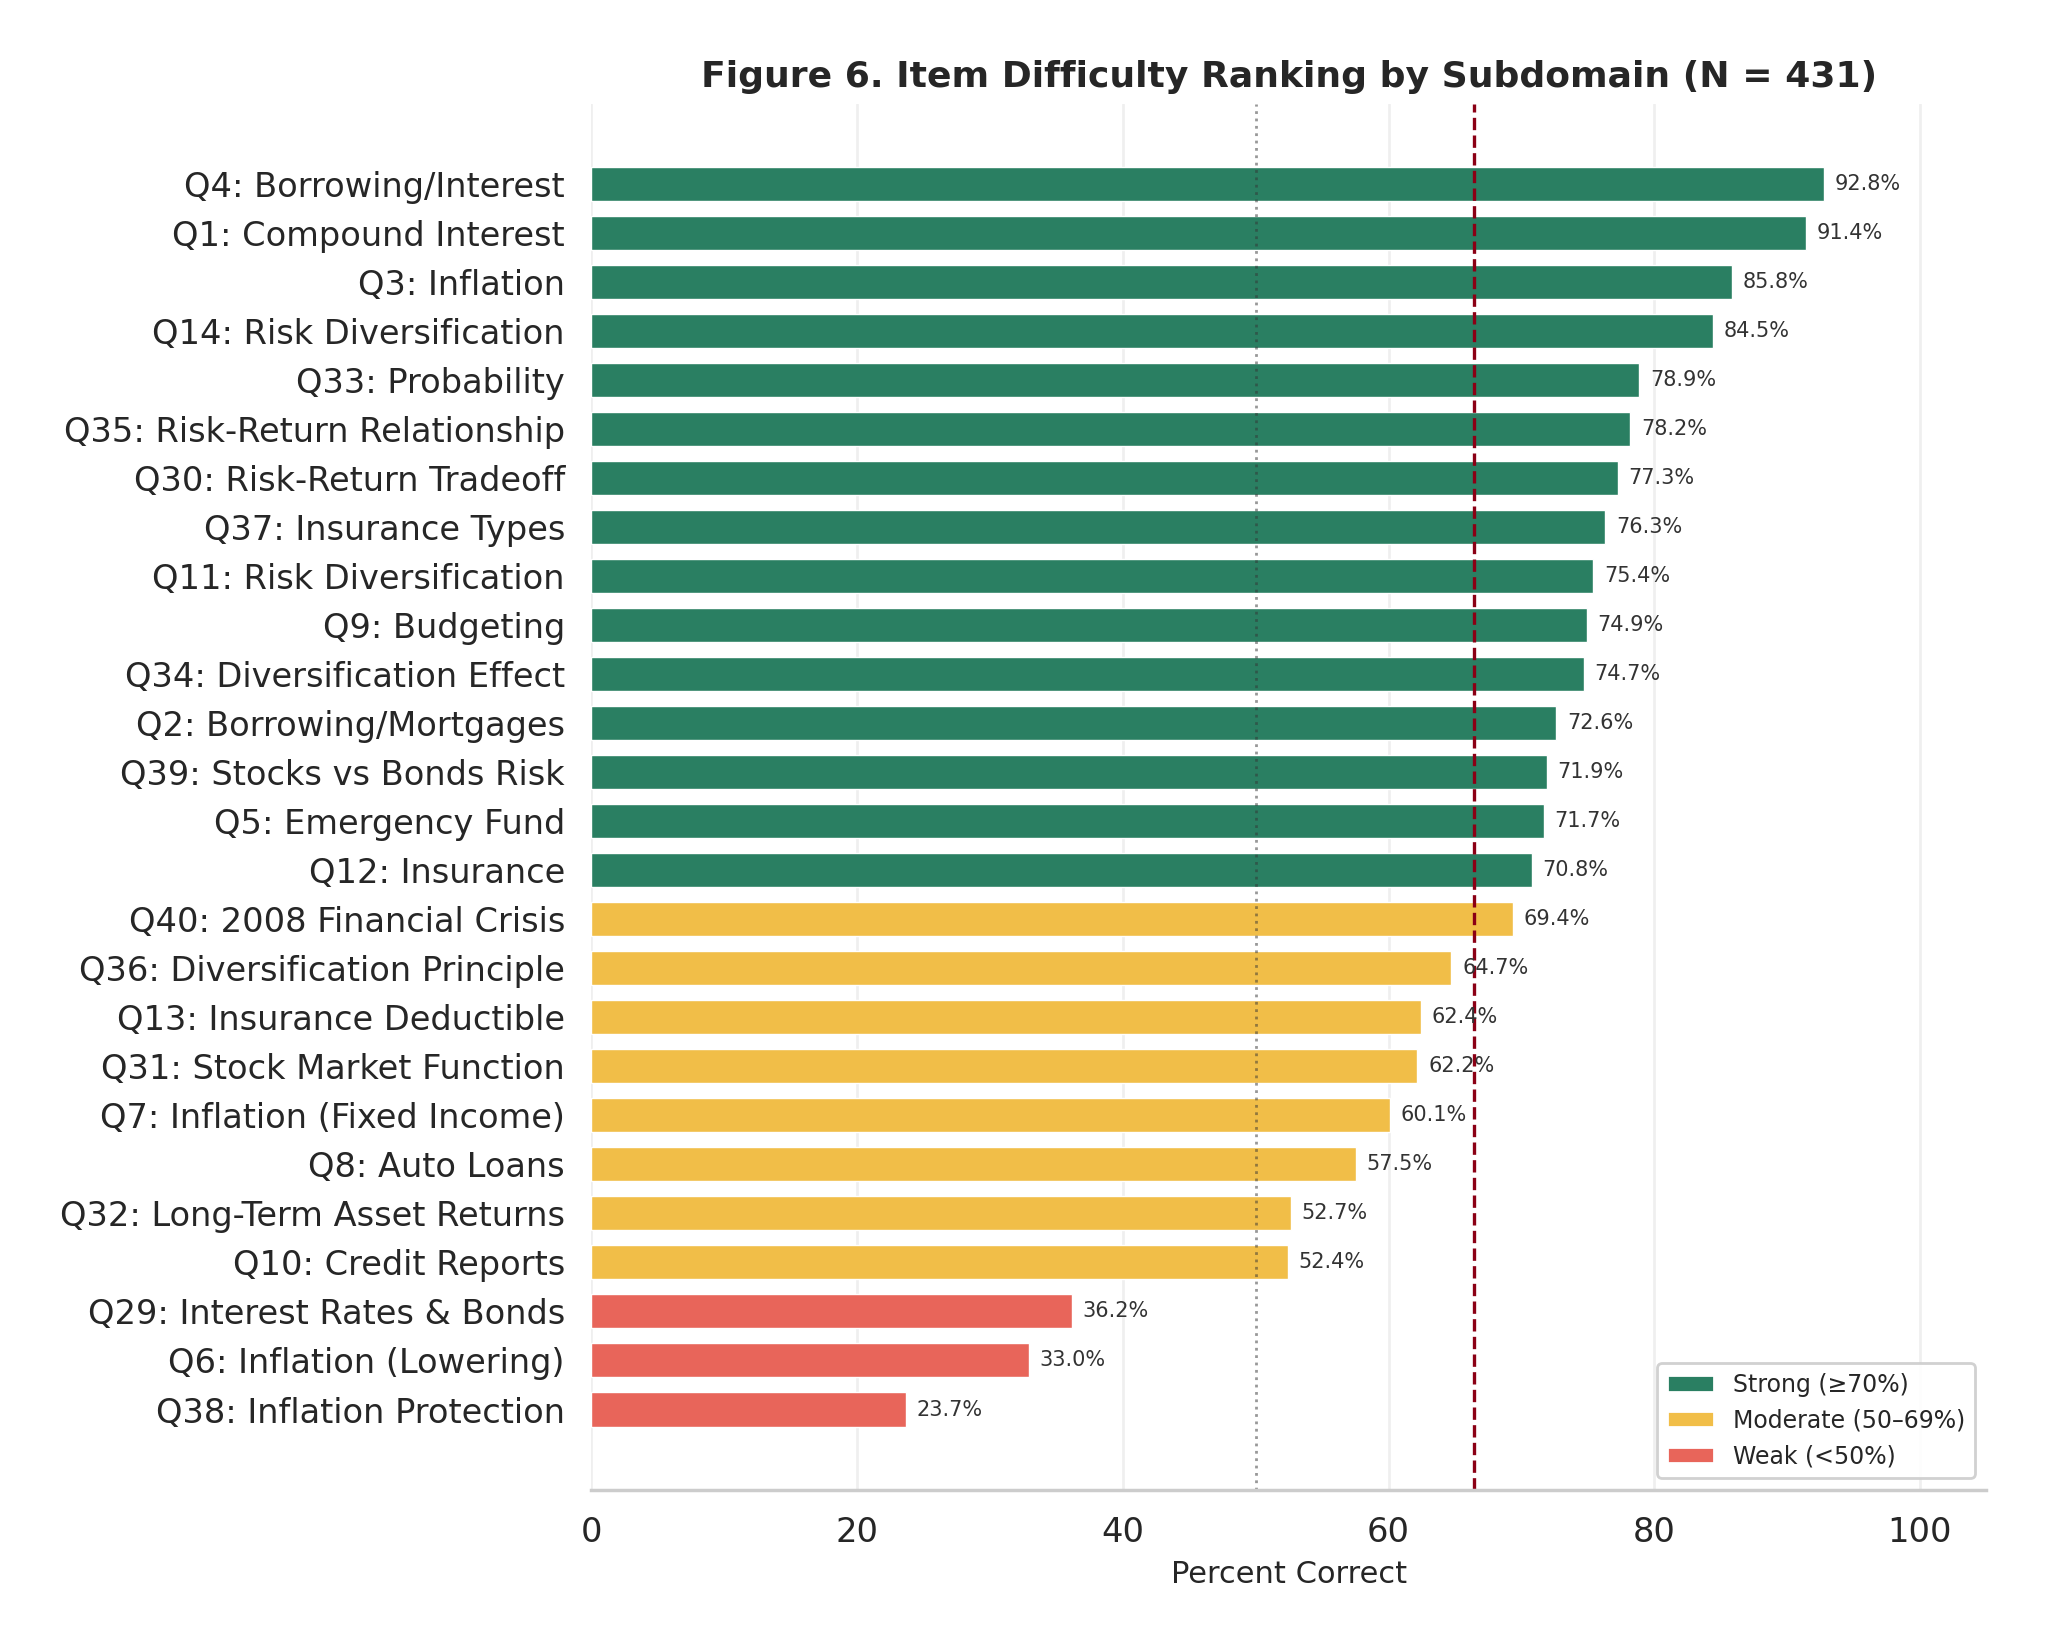 Figure 6. Item Difficulty Ranking by Subdomain (N = 431)
Q4: Borrowing/Interest 92.8%
Q1: Compound Interest 91.4%
Q3: Inflation 85.8%
Q14: Risk Diversification 84.5%
Q33: Probability 78.9%
Q35: Risk-Return Relationship 78.2%
Q30: Risk-Return Tradeoff 77.3%
Q37: Insurance Types 76.3%
Q11: Risk Diversification 75.4%
Q9: Budgeting 74.9%
Q34: Diversification Effect 74.7%
Q2: Borrowing/Mortgages 72.6%
Q39: Stocks vs Bonds Risk 71.9%
Q5: Emergency Fund 71.7%
Q12: Insurance 70.8%
Q40: 2008 Financial Crisis 69.4%
Q36: Diversification Principle 64.7%
Q13: Insurance Deductible 62.4%
Q31: Stock Market Function 62.2%
Q7: Inflation (Fixed Income) 60.1%
Q8: Auto Loans 57.5%
Q32: Long-Term Asset Returns 52.7%
Q10: Credit Reports 52.4%
Q29: Interest Rates & Bonds 36.2%
Q6: Inflation (Lowering) 33.0%
Q38: Inflation Protection 23.7%
Strong (≥70%)
Moderate (50–69%)
Weak (<50%)
0 20 40 60 80 100
Percent Correct